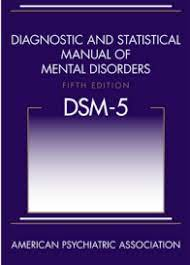 DIAGNOSTIC AND STATISTICAL
MANUAL OF
MENTAL DISORDERS
FIFTH EDITION
DSM-5
AMERICAN PSYCHIATRIC ASSOCIATION